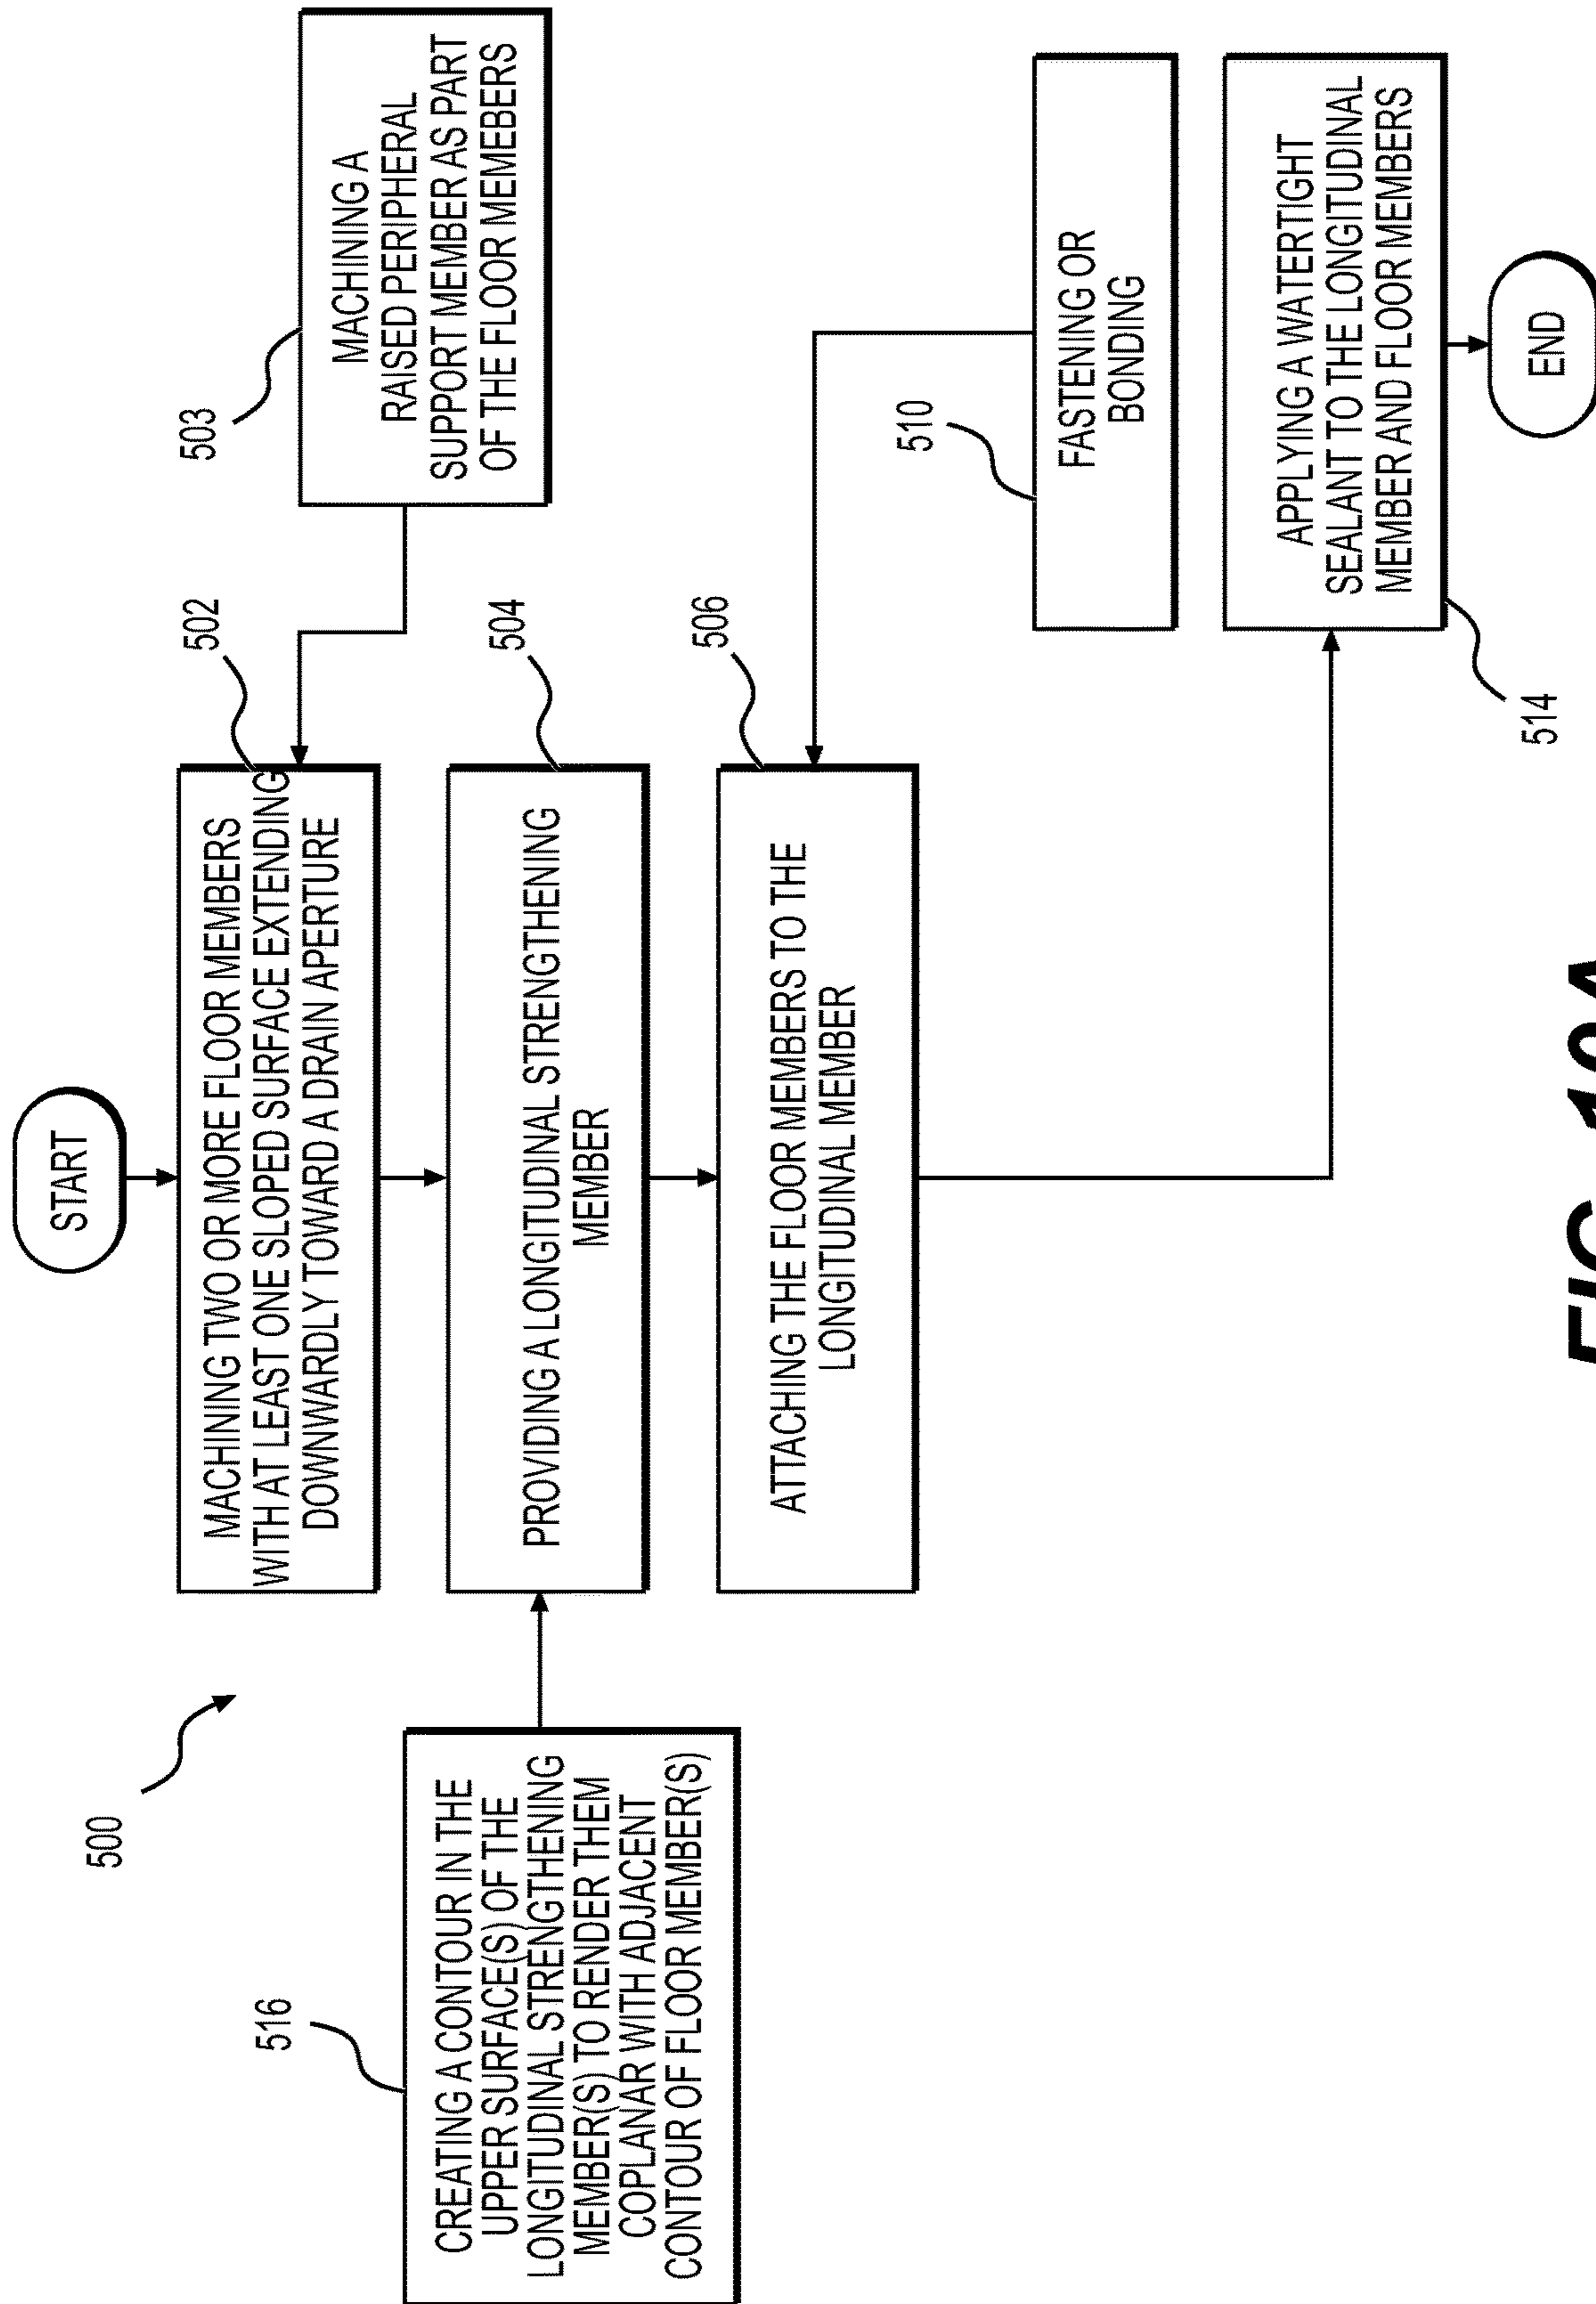 500
START
502
MACHINING TWO OR MORE FLOOR MEMBERS
WITH AT LEAST ONE SLOPED SURFACE EXTENDING
DOWNWARDLY TOWARD A DRAIN APERTURE
503
MACHINING A
RAISED PERIPHERAL
SUPPORT MEMBER AS PART
OF THE FLOOR MEMEBERS
516
CREATING A CONTOUR IN THE
UPPER SURFACE(S) OF THE
LONGITUDINAL STRENGTHENING
MEMBER(S) TO RENDER THEM
COPLANAR WITH ADJACENT
CONTOUR OF FLOOR MEMBER(S)
504
PROVIDING A LONGITUDINAL STRENGTHENING
MEMBER
506
ATTACHING THE FLOOR MEMBERS TO THE
LONGITUDINAL MEMBER
510
FASTENING OR
BONDING
514
APPLYING A WATERTIGHT
SEALANT TO THE LONGITUDINAL
MEMBER AND FLOOR MEMBERS
END
FIG. 10A